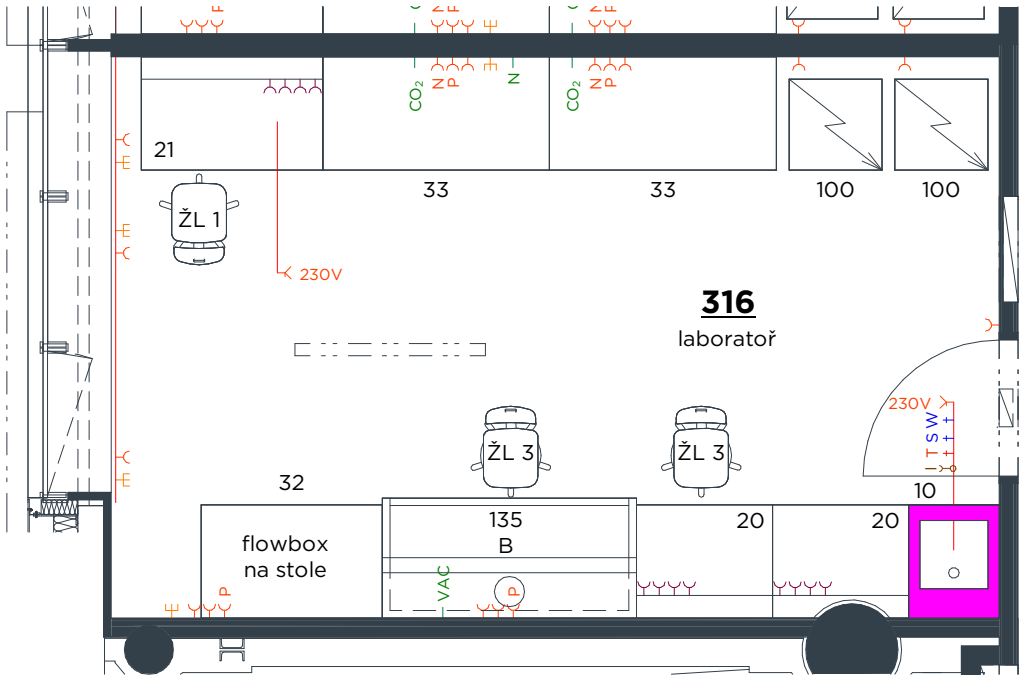 CO₂
N
P
N
CO₂
N
P
21
33
33
100
100
ŽL 1
230V
316
laboratoř
230V
W
S
T
I
ŽL 3
ŽL 3
32
10
135
B
20
20
flowbox
na stole
VAC
E
P
P
E
E
E
E